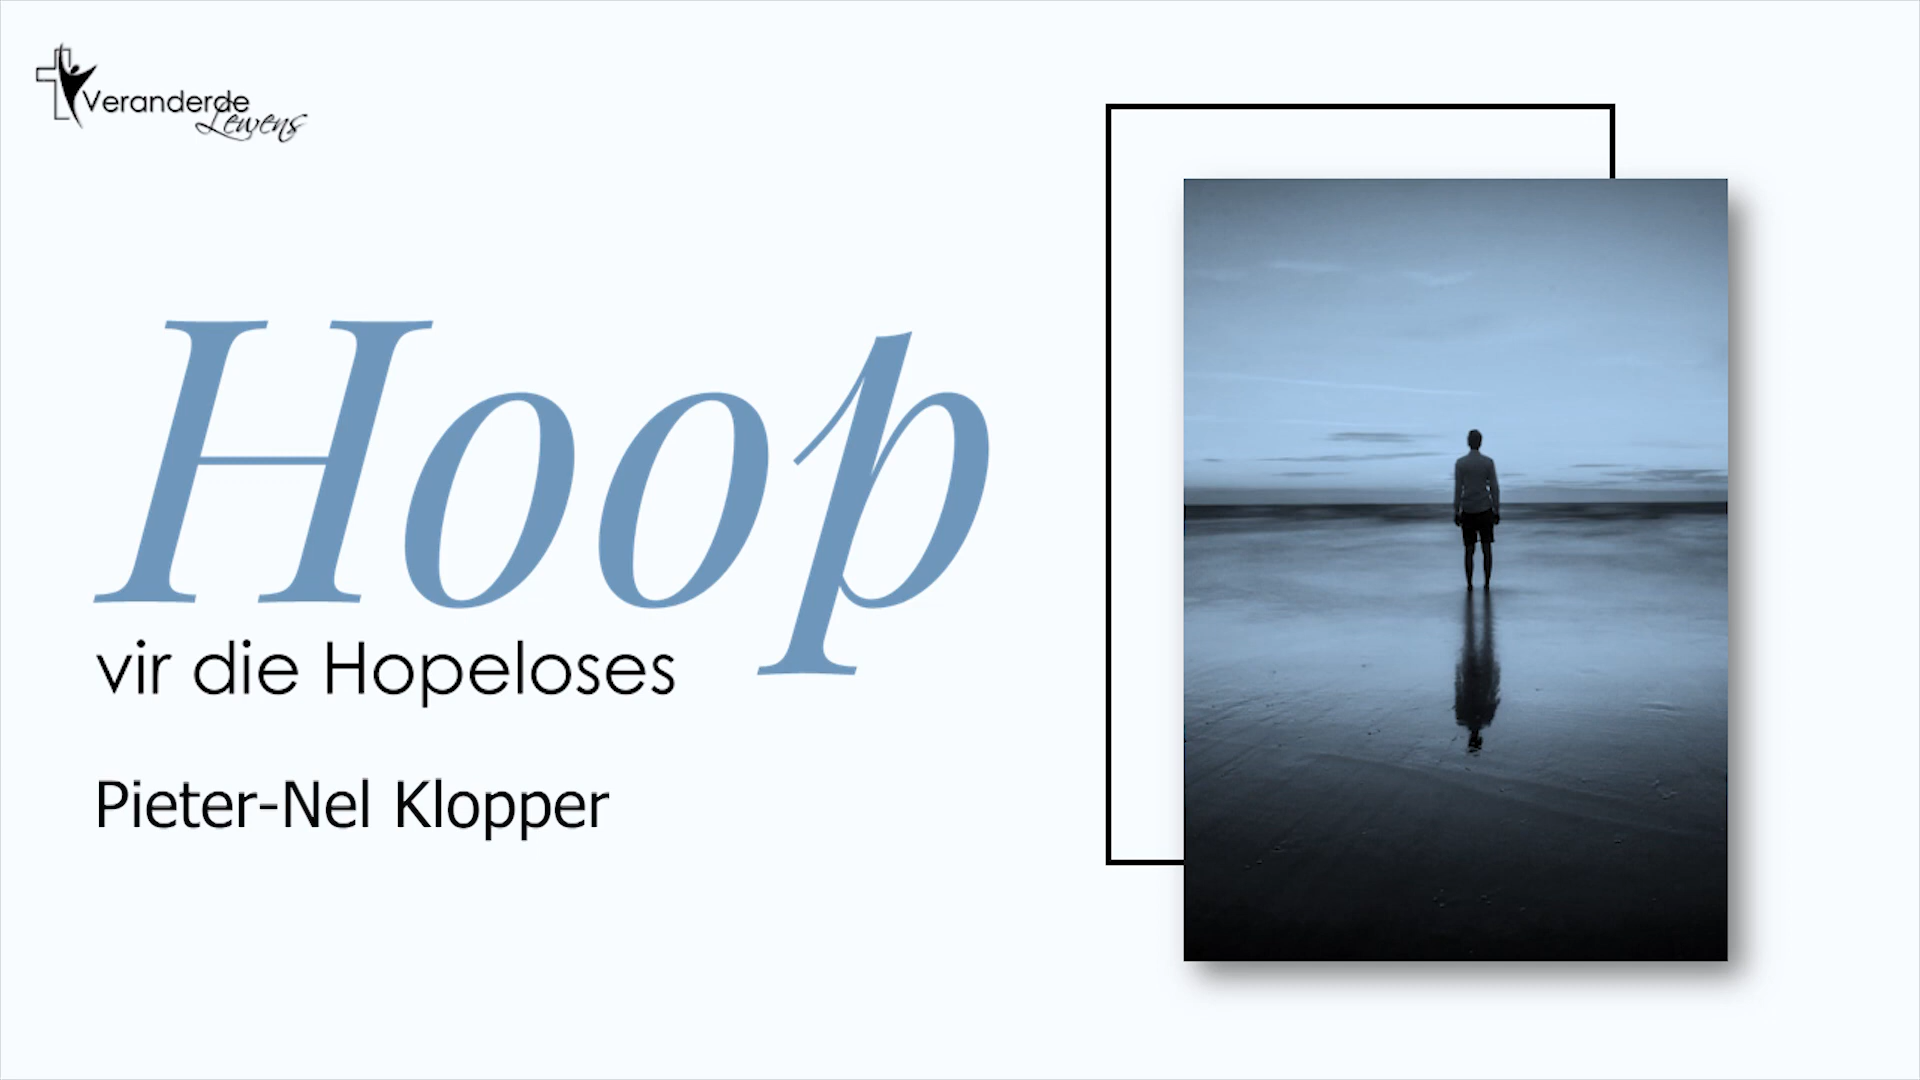 Veranderde
Lewens
Hoop
vir die Hopeloses
Pieter-Nel Klopper